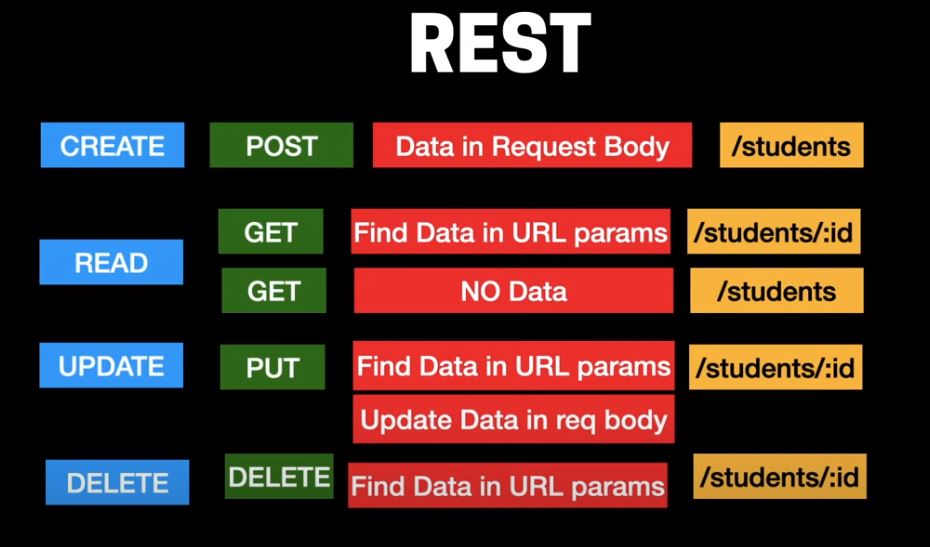 REST
CREATE POST Data in Request Body /students
READ
GET Find Data in URL params /students/:id
GET NO Data /students
UPDATE PUT Find Data in URL params /students/:id
Update Data in req body
DELETE DELETE Find Data in URL params /students/:id